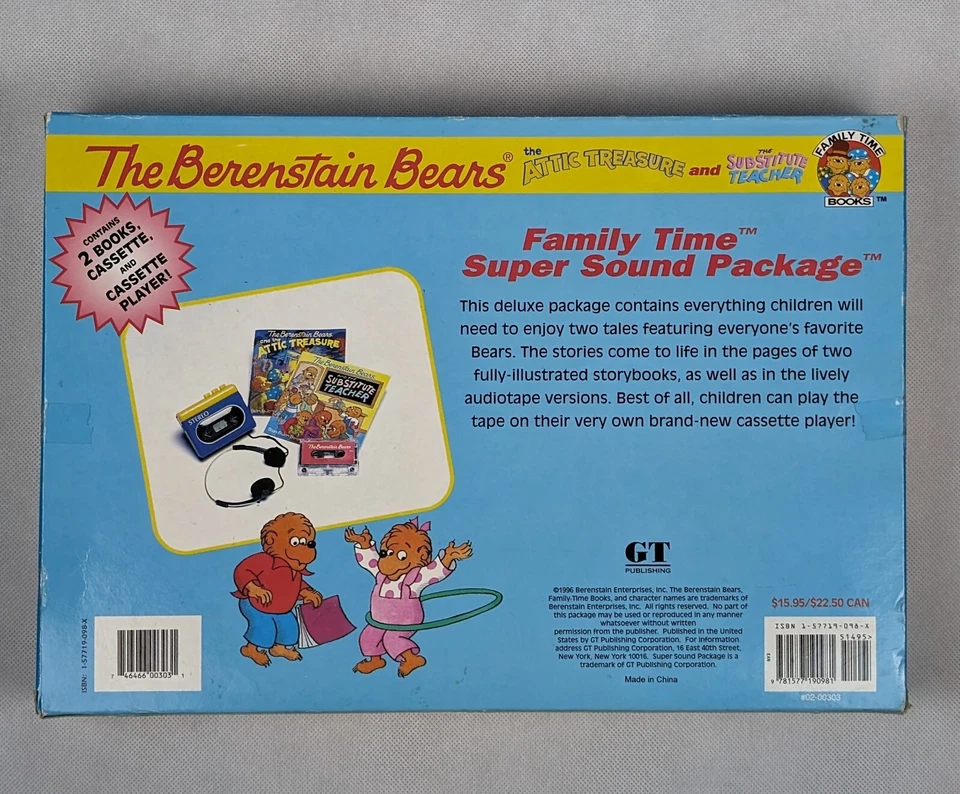 The Berenstain Bears®
the
ATTIC TREASURE
and
THE
SUBSTITUTE
TEACHER
FAMILY TIME
BOOKS ™
CONTAINS
2 BOOKS,
CASSETTE,
AND
CASSETTE
PLAYER!
Family Time™
Super Sound Package™
This deluxe package contains everything children will
need to enjoy two tales featuring everyone's favorite
Bears. The stories come to life in the pages of two
fully-illustrated storybooks, as well as in the lively
audiotape versions. Best of all, children can play the
tape on their very own brand-new cassette player!
The Berenstain Bears
ATTIC TREASURE
The Berenstain Bears
SUBSTITUTE
TEACHER
STEREO
The Berenstain Bears
GT
PUBLISHING
©1996 Berenstain Enterprises, Inc. The Berenstain Bears,
Family-Time Books, and character names are trademarks of
Berenstain Enterprises, Inc. All rights reserved. No part of
this package may be used or reproduced in any manner
whatsoever without written
permission from the publisher. Published in the United
States by GT Publishing Corporation. For information
address GT Publishing Corporation, 16 East 40th Street,
New York, New York 10016. Super Sound Package is a
trademark of GT Publishing Corporation.
Made in China
$15.95/$22.50 CAN
ISBN 1-57719-098-X
51495>
9 781577 190981
#02-00303
ISBN: 1-57719-098-X
7 46466 00303 1